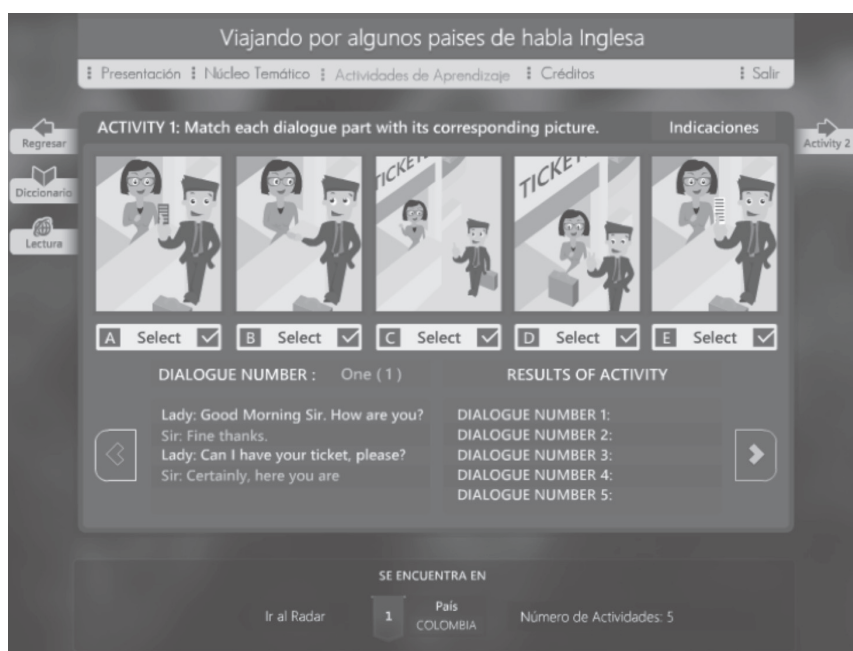 Viajando por algunos paises de habla Inglesa
Presentación Núcleo Temático Actividades de Aprendizaje Créditos Salir
ACTIVITY 1: Match each dialogue part with its corresponding picture. Indicaciones
Regresar
Activity 2
Diccionario
Lectura
TICKET
TICKET
A Select
B Select
C Select
D Select
E Select
DIALOGUE NUMBER : One ( 1 )
Lady: Good Morning Sir. How are you?
Sir: Fine thanks.
Lady: Can I have your ticket, please?
Sir: Certainly, here you are
RESULTS OF ACTIVITY
DIALOGUE NUMBER 1:
DIALOGUE NUMBER 2:
DIALOGUE NUMBER 3:
DIALOGUE NUMBER 4:
DIALOGUE NUMBER 5:
SE ENCUENTRA EN
Ir al Radar
1
País
COLOMBIA
Número de Actividades: 5